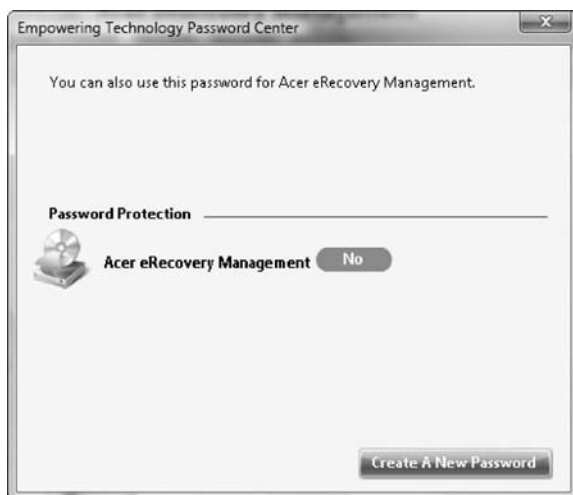 Empowering Technology Password Center
X
You can also use this password for Acer eRecovery Management.
Password Protection
Acer eRecovery Management No
Create A New Password